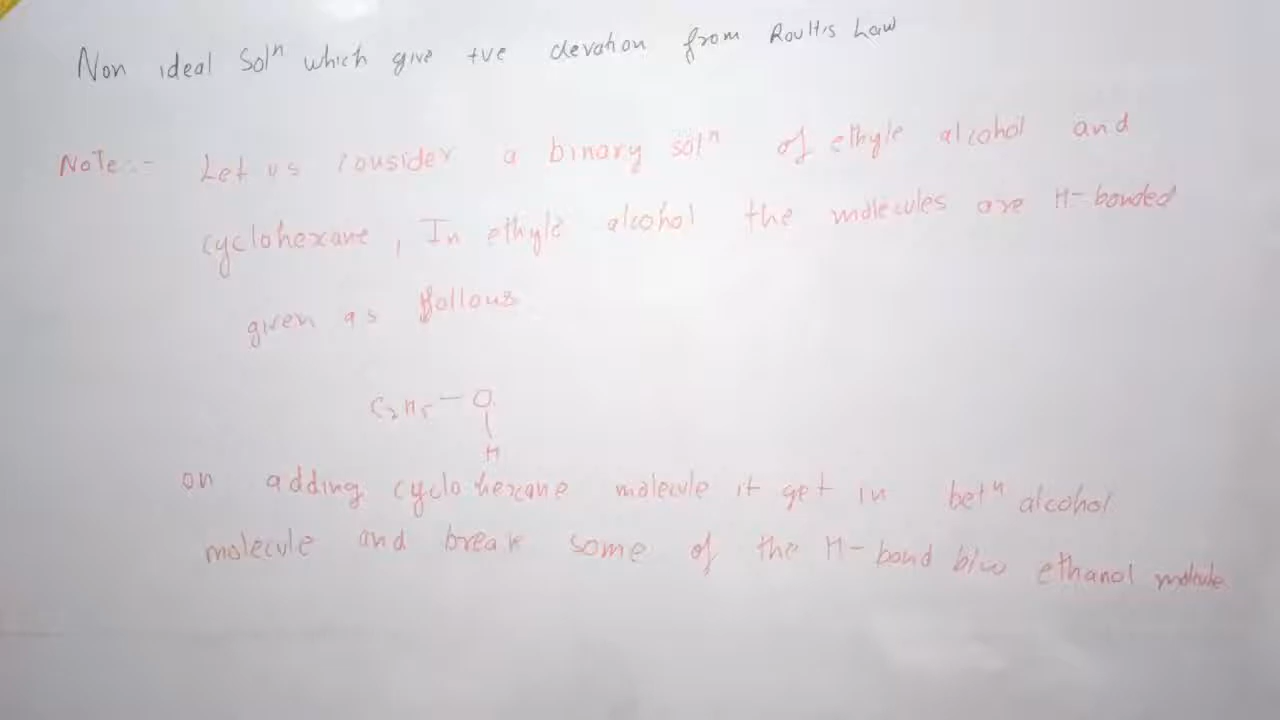 Non ideal Solⁿ which give +ve devation from Roults Law
Note:- Let us consider a binary solⁿ of ethyle alcohol and
cyclohexane, In ethyle alcohol the molecules are H-bonded
given as follows
C₂H₅-O
|
H
on adding cyclohexane molecule it get in betⁿ alcohol
molecule and break some of the H-bond b/w ethanol molecule